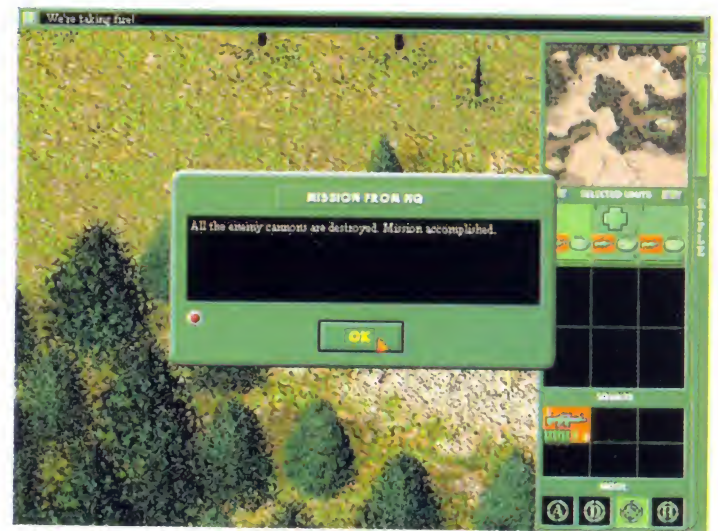 We're taking fire!
MISSION FROM HQ
All the enemy cannons are destroyed. Mission accomplished.
OK
SELECTED UNITS
A D H